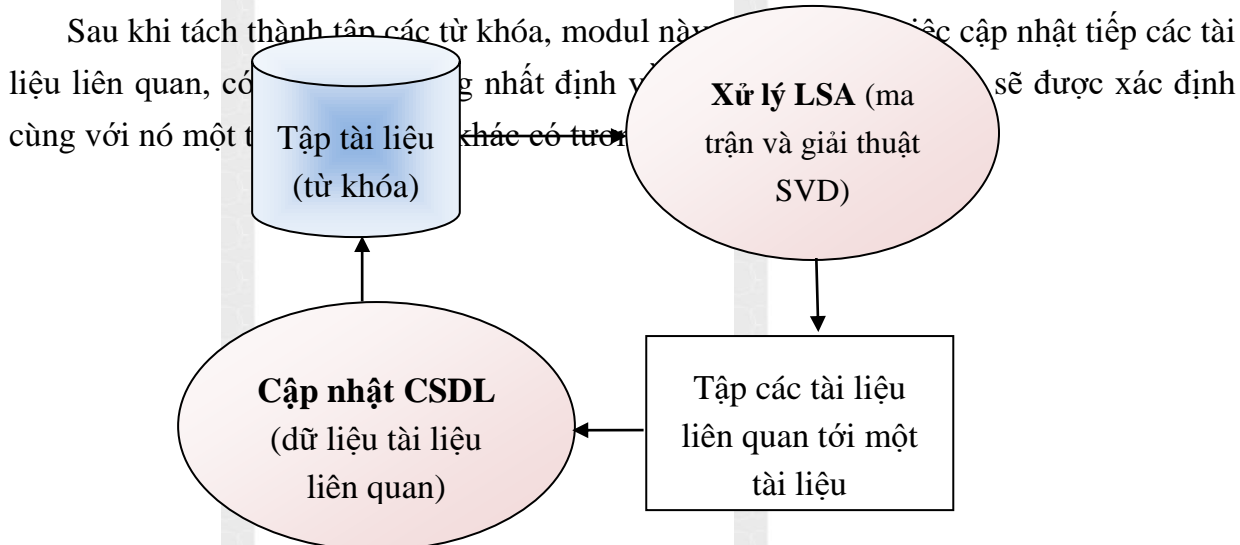 Sau khi tách thành tập các từ khóa, modul này cập nhật tiếp các tài
liệu liên quan, có nhất định sẽ được xác định
cùng với nó một khác có
Tập tài liệu
(từ khóa)
Xử lý LSA (ma
trận và giải thuật
SVD)
Tập các tài liệu
liên quan tới một
tài liệu
Cập nhật CSDL
(dữ liệu tài liệu
liên quan)